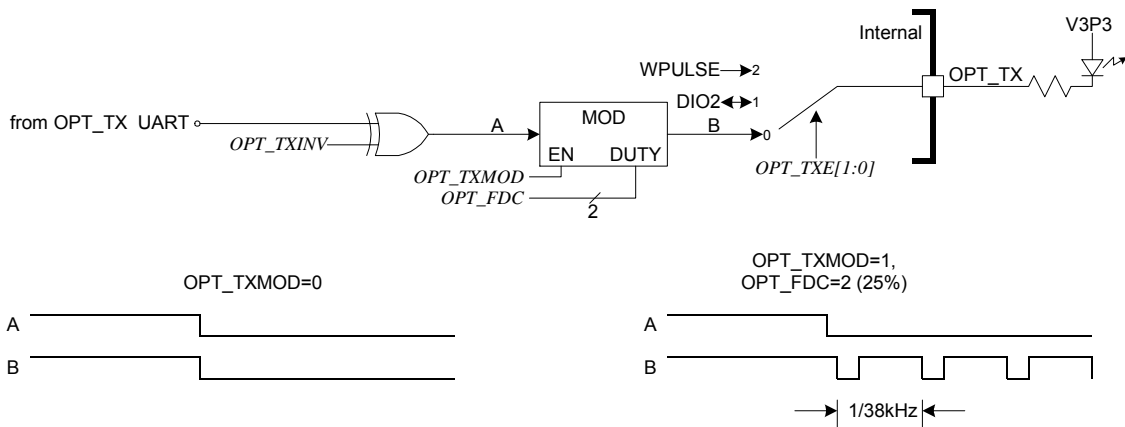 V3P3
Internal
WPULSE 2
OPT_TX
DIO2 1
from OPT_TX UART
A
MOD
B
0
OPT_TXINV
EN DUTY
OPT_TXE[1:0]
OPT_TXMOD
OPT_FDC
2
OPT_TXMOD=0
OPT_TXMOD=1,
OPT_FDC=2 (25%)
A
B
A
B
1/38kHz